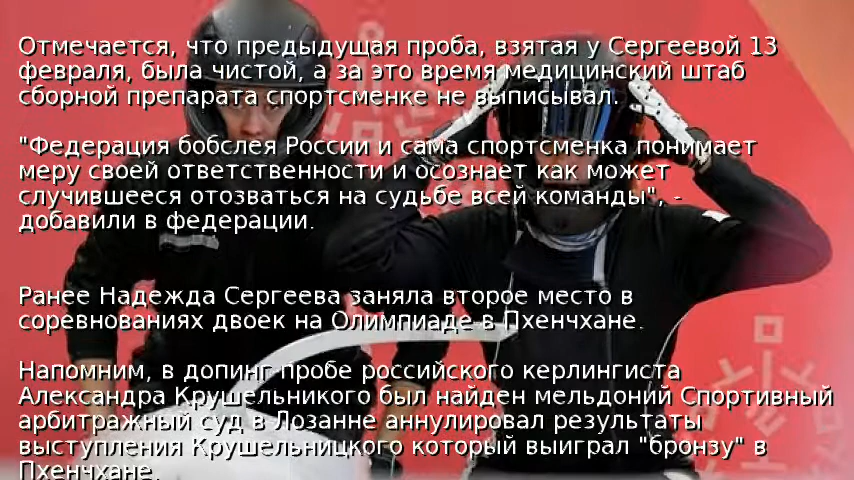 Отмечается, что предыдущая проба, взятая у Сергеевой 13
февраля, была чистой, а за это время медицинский штаб
сборной препарата спортсменке не выписывал.
"Федерация бобслея России и сама спортсменка понимает
меру своей ответственности и осознает как может
случившееся отозваться на судьбе всей команды", -
добавили в федерации.
Ранее Надежда Сергеева заняла второе место в
соревнованиях двоек на Олимпиаде в Пхенчхане.
Напомним, в допинг-пробе российского керлингиста
Александра Крушельникого был найден мельдоний Спортивный
арбитражный суд в Лозанне аннулировал результаты
выступления Крушельницкого который выиграл "бронзу" в
Пхенчхане.